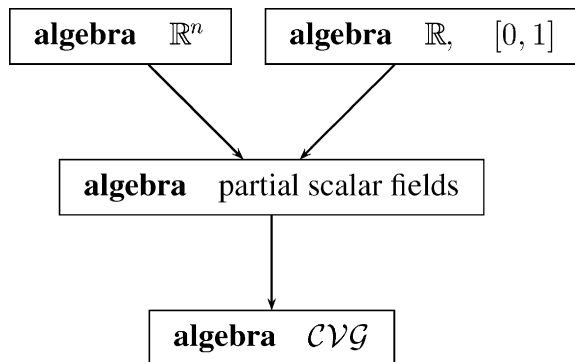 algebra ℝⁿ
algebra ℝ, [0, 1]
algebra partial scalar fields
algebra 𝒞𝒱𝒢